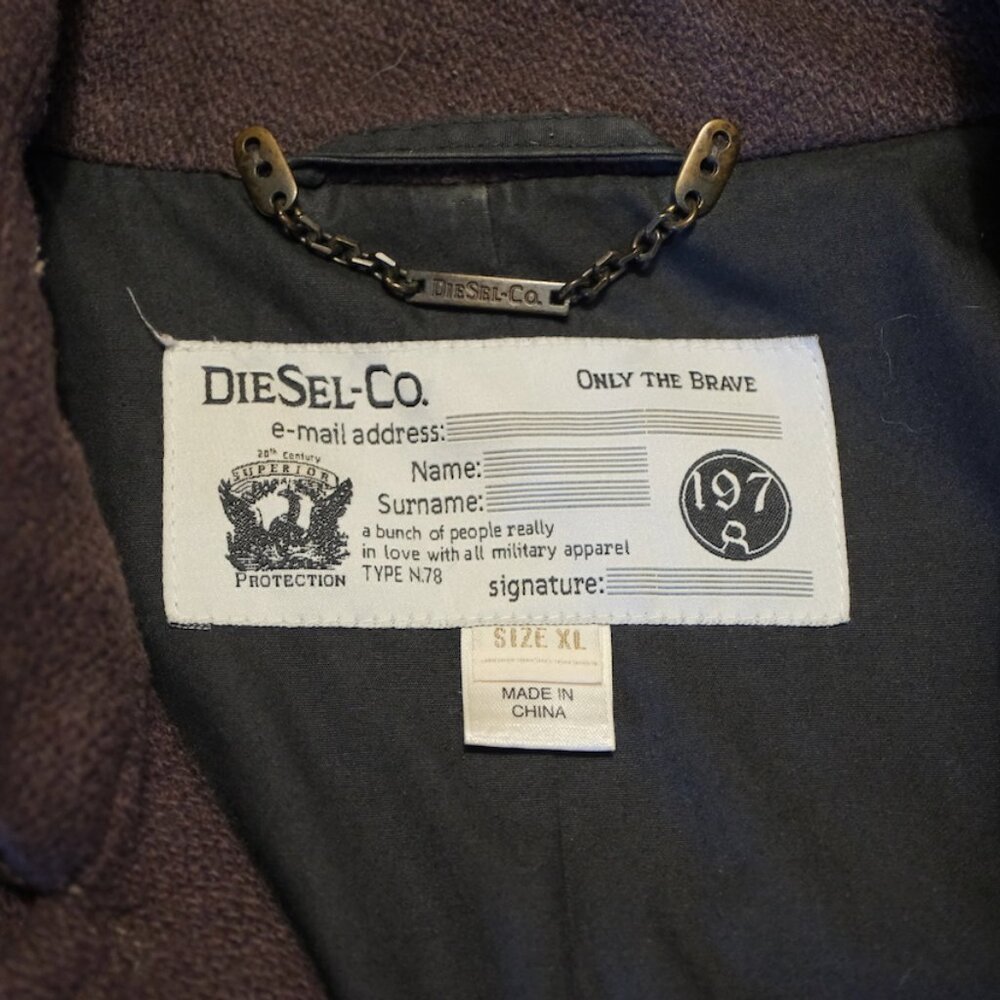 DIESEL-CO.
DIESEL-CO.
ONLY THE BRAVE
e-mail address:
20th Century
SUPERIOR
PROTECTION
Name:
Surname:
a bunch of people really
in love with all military apparel
TYPE N.78
signature:
197
8
SIZE XL
MADE IN
CHINA